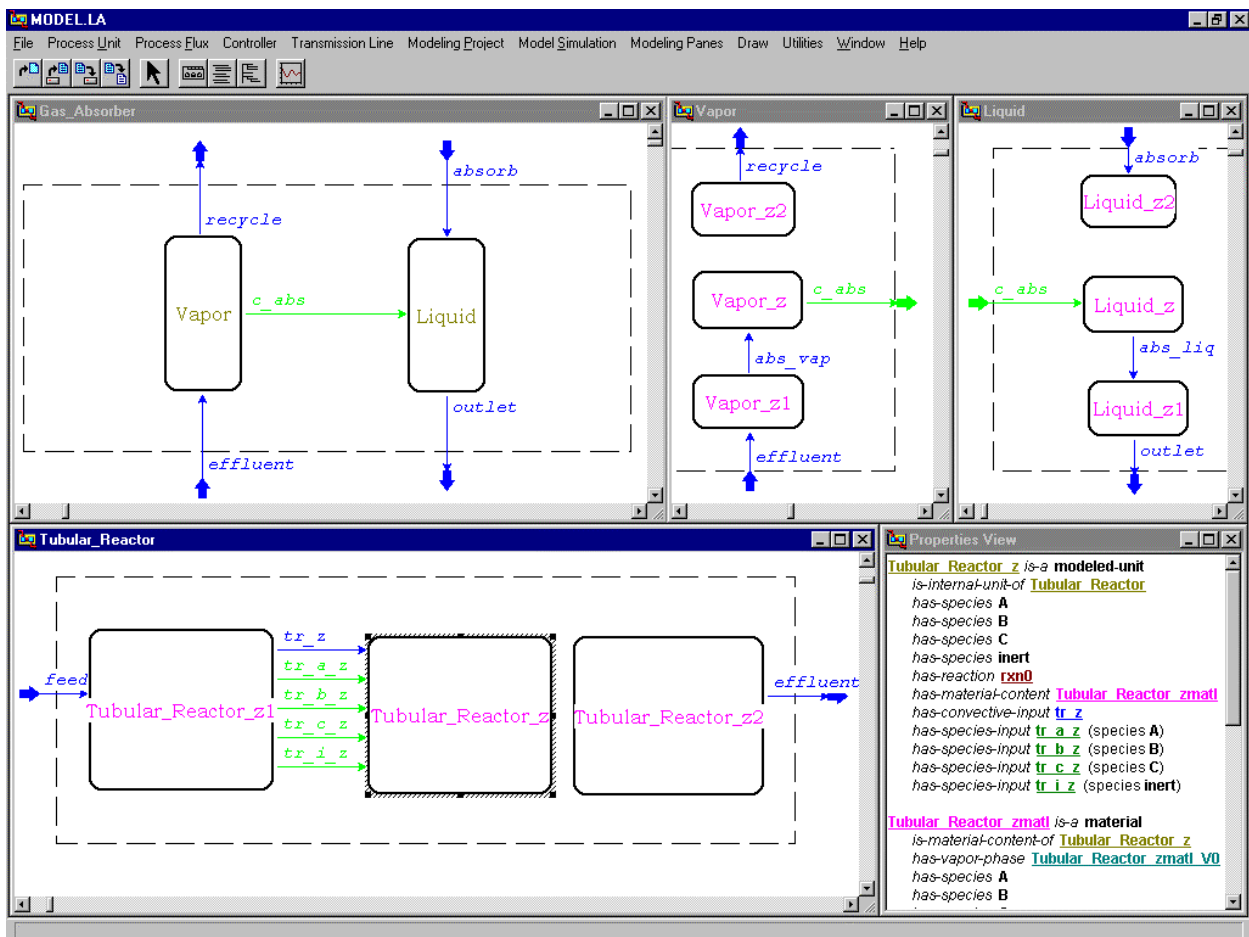 MODEL.LA
File Process Unit Process Flux Controller Transmission Line Modeling Project Model Simulation Modeling Panes Draw Utilities Window Help
Gas_Absorber
absorb
recycle
c_abs
Vapor
Liquid
outlet
effluent
Vapor
recycle
Vapor_z2
c_abs
Vapor_z
abs_vap
Vapor_z1
effluent
Liquid
absorb
Liquid_z2
c_abs
Liquid_z
abs_liq
Liquid_z1
outlet
Tubular_Reactor
feed
Tubular_Reactor_z1
tr_z
tr_a_z
tr_b_z
tr_c_z
tr_i_z
Tubular_Reactor_z
Tubular_Reactor_z2
effluent
Properties View
Tubular_Reactor_z is-a modeled-unit
is-internal-unit-of Tubular_Reactor
has-species A
has-species B
has-species C
has-species inert
has-reaction rxn0
has-material-content Tubular_Reactor_zmatl
has-convective-input tr_z
has-species-input tr_a_z (species A)
has-species-input tr_b_z (species B)
has-species-input tr_c_z (species C)
has-species-input tr_i_z (species inert)
Tubular_Reactor_zmatl is-a material
is-material-content-of Tubular_Reactor_z
has-vapor-phase Tubular_Reactor_zmatl_V0
has-species A
has-species B